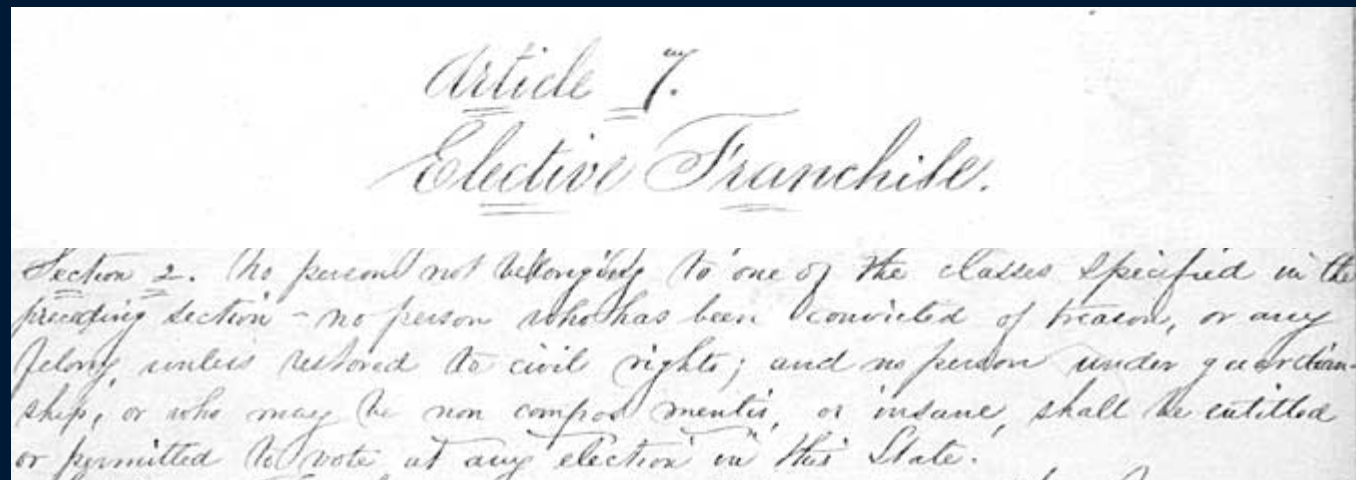 Article 7.
Elective Franchise.
Section 2. No person not belonging to one of the classes specified in the
preceding section - no person who has been convicted of treason, or any
felony unless restored to civil rights; and no person under guardian-
ship, or who may be non compos mentis, or insane, shall be entitled
or permitted to vote at any election in this State.